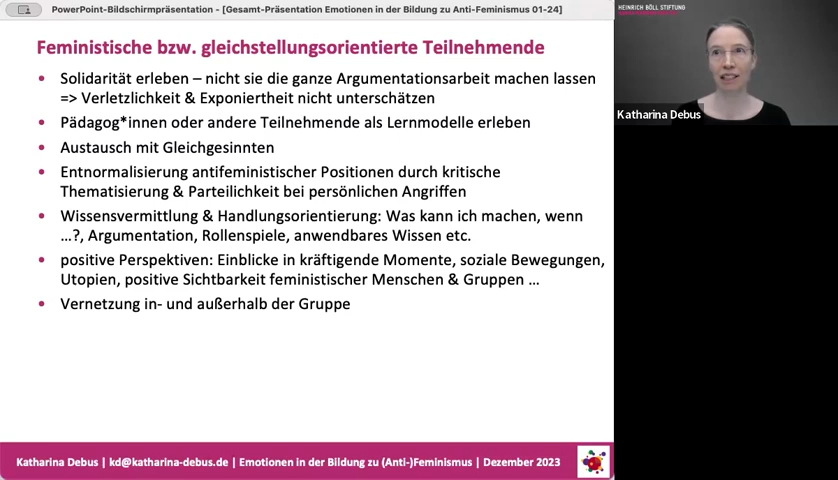 PowerPoint-Bildschirmpräsentation - [Gesamt-Präsentation Emotionen in der Bildung zu Anti-Feminismus 01-24]
Feministische bzw. gleichstellungsorientierte Teilnehmende
• Solidarität erleben – nicht sie die ganze Argumentationsarbeit machen lassen
=> Verletzlichkeit & Exponiertheit nicht unterschätzen
• Pädagog*innen oder andere Teilnehmende als Lernmodelle erleben
• Austausch mit Gleichgesinnten
• Entnormalisierung antifeministischer Positionen durch kritische
Thematisierung & Parteilichkeit bei persönlichen Angriffen
• Wissensvermittlung & Handlungsorientierung: Was kann ich machen, wenn
…?, Argumentation, Rollenspiele, anwendbares Wissen etc.
• positive Perspektiven: Einblicke in kräftigende Momente, soziale Bewegungen,
Utopien, positive Sichtbarkeit feministischer Menschen & Gruppen …
• Vernetzung in- und außerhalb der Gruppe
Katharina Debus | kd@katharina-debus.de | Emotionen in der Bildung zu (Anti-)Feminismus | Dezember 2023
HEINRICH BÖLL STIFTUNG
Katharina Debus